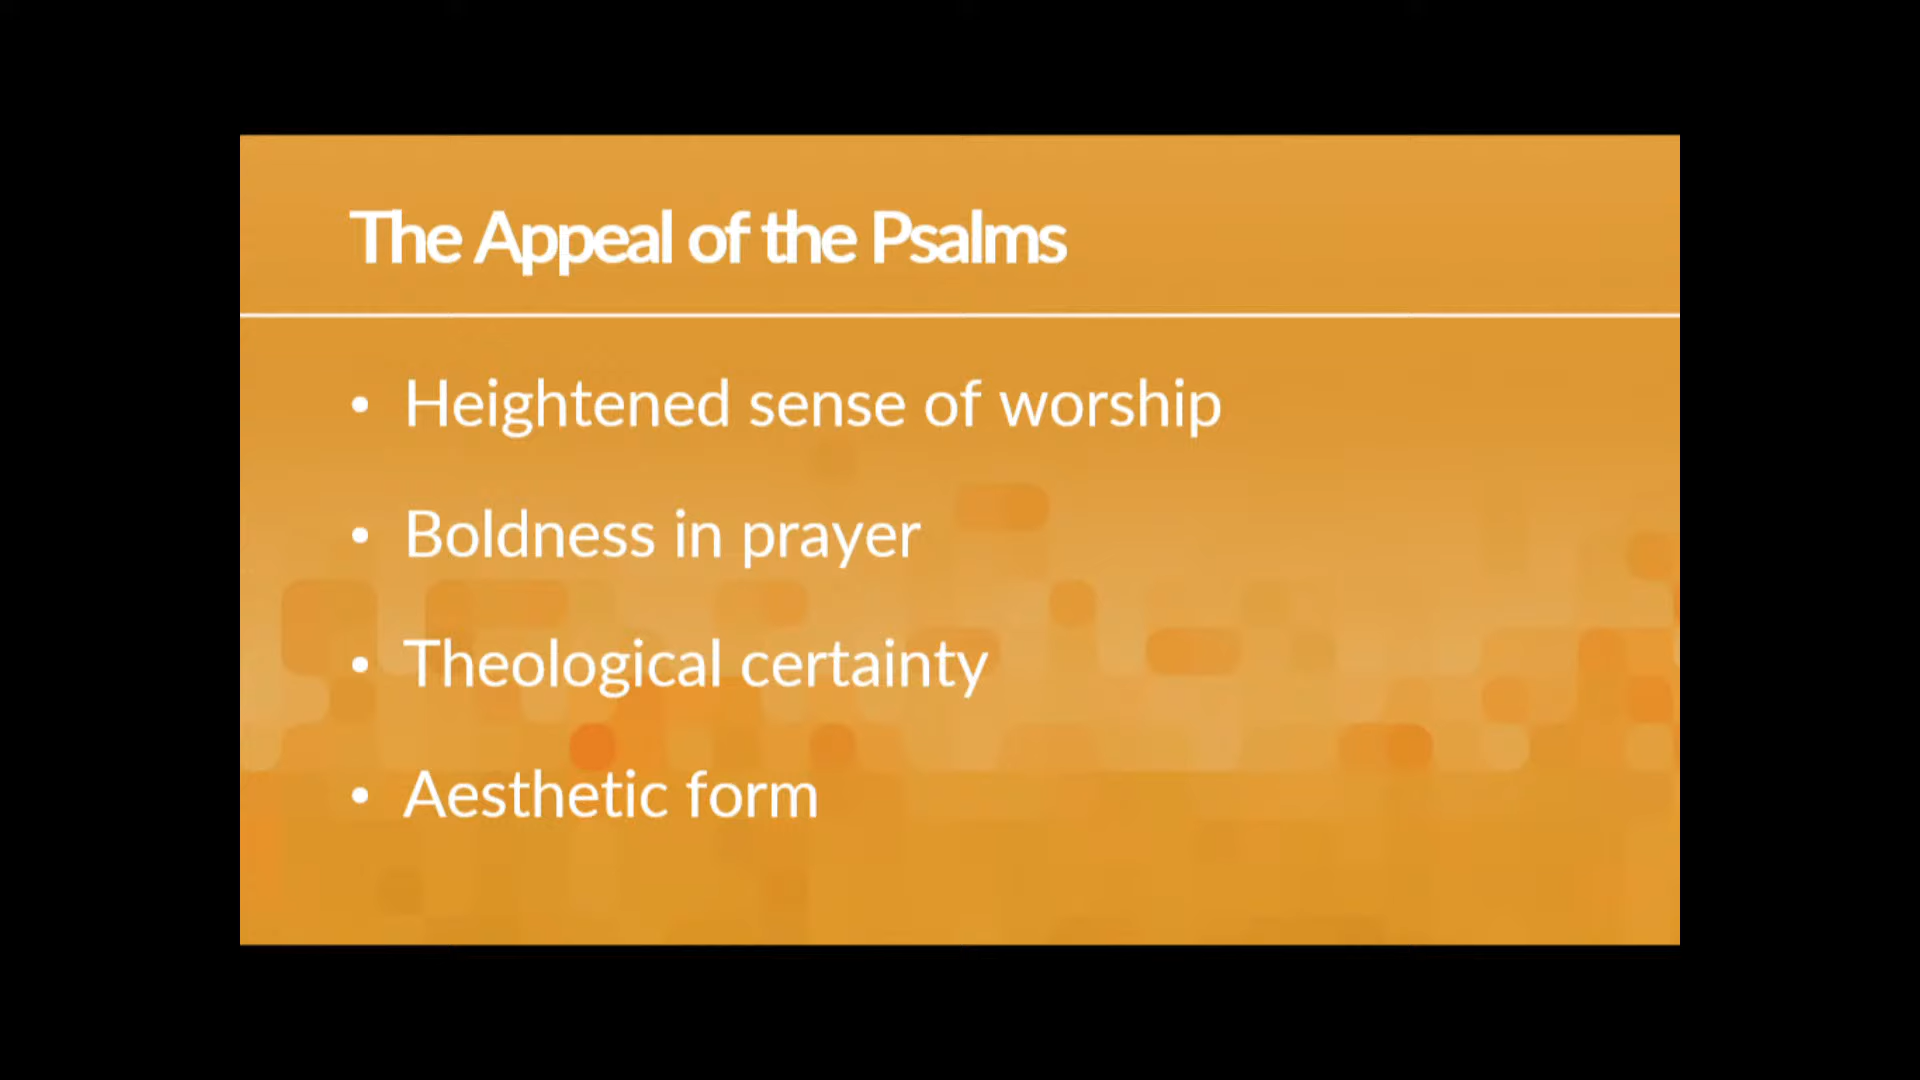 The Appeal of the Psalms
• Heightened sense of worship
• Boldness in prayer
• Theological certainty
• Aesthetic form